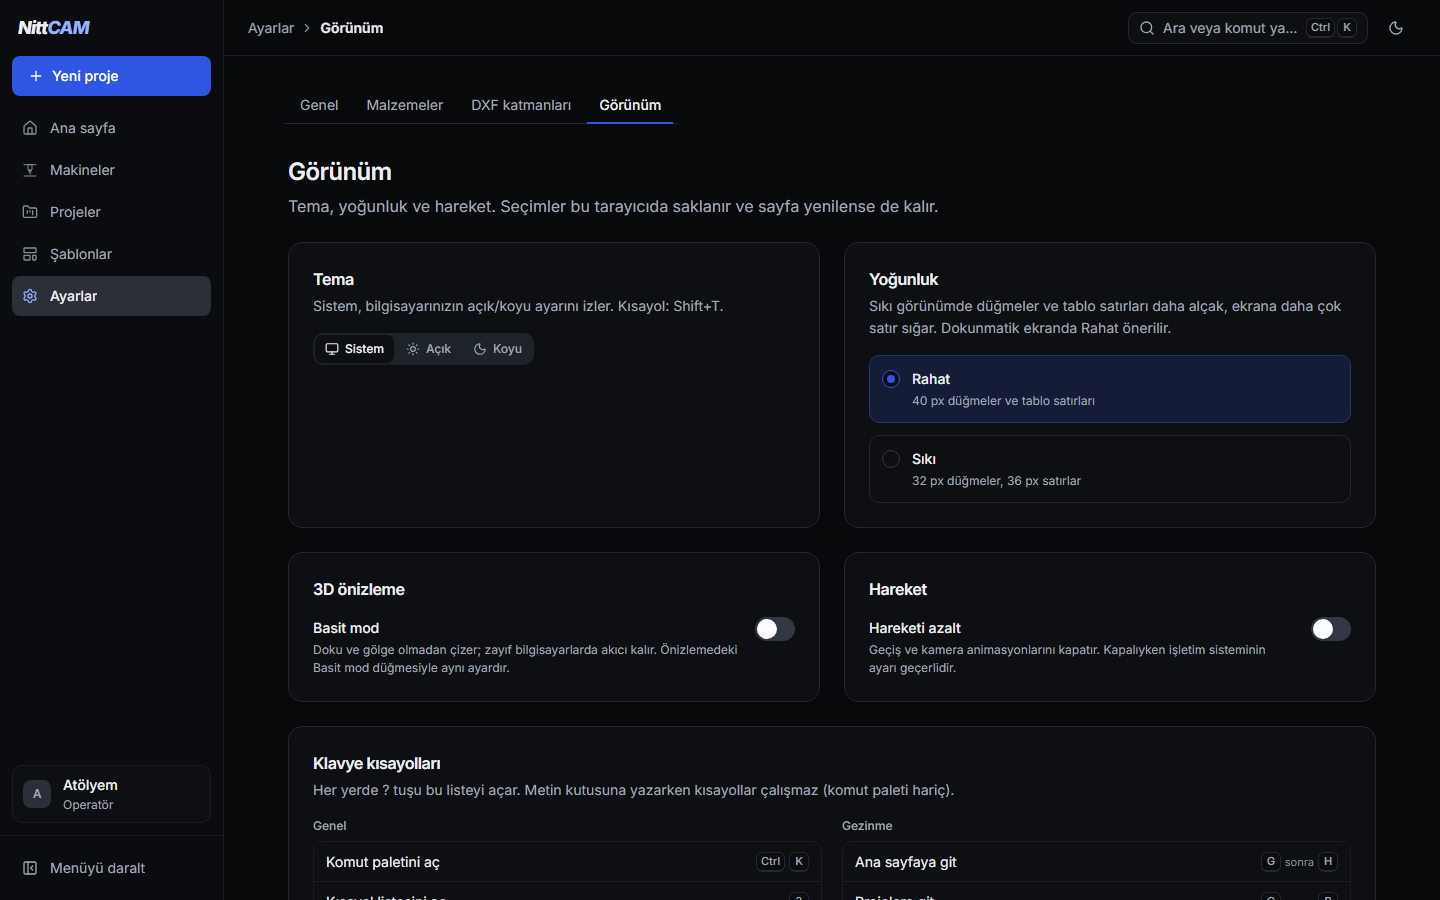 NittCAM
Ayarlar > Görünüm
Ara veya komut ya... Ctrl K
Yeni proje
Ana sayfa
Makineler
Projeler
Şablonlar
Ayarlar
Genel Malzemeler DXF katmanları Görünüm
Görünüm
Tema, yoğunluk ve hareket. Seçimler bu tarayıcıda saklanır ve sayfa yenilense de kalır.
Tema
Sistem, bilgisayarınızın açık/koyu ayarını izler. Kısayol: Shift+T.
Sistem Açık Koyu
Yoğunluk
Sıkı görünümde düğmeler ve tablo satırları daha alçak, ekrana daha çok
satır sığar. Dokunmatik ekranda Rahat önerilir.
Rahat
40 px düğmeler ve tablo satırları
Sıkı
32 px düğmeler, 36 px satırlar
3D önizleme
Basit mod
Doku ve gölge olmadan çizer; zayıf bilgisayarlarda akıcı kalır. Önizlemedeki
Basit mod düğmesiyle aynı ayardır.
Hareket
Hareketi azalt
Geçiş ve kamera animasyonlarını kapatır. Kapalıyken işletim sisteminin
ayarı geçerlidir.
Klavye kısayolları
Her yerde ? tuşu bu listeyi açar. Metin kutusuna yazarken kısayollar çalışmaz (komut paleti hariç).
Genel
Komut paletini aç Ctrl K
Gezinme
Ana sayfaya git G sonra H
A
Atölyem
Operatör
Menüyü daralt